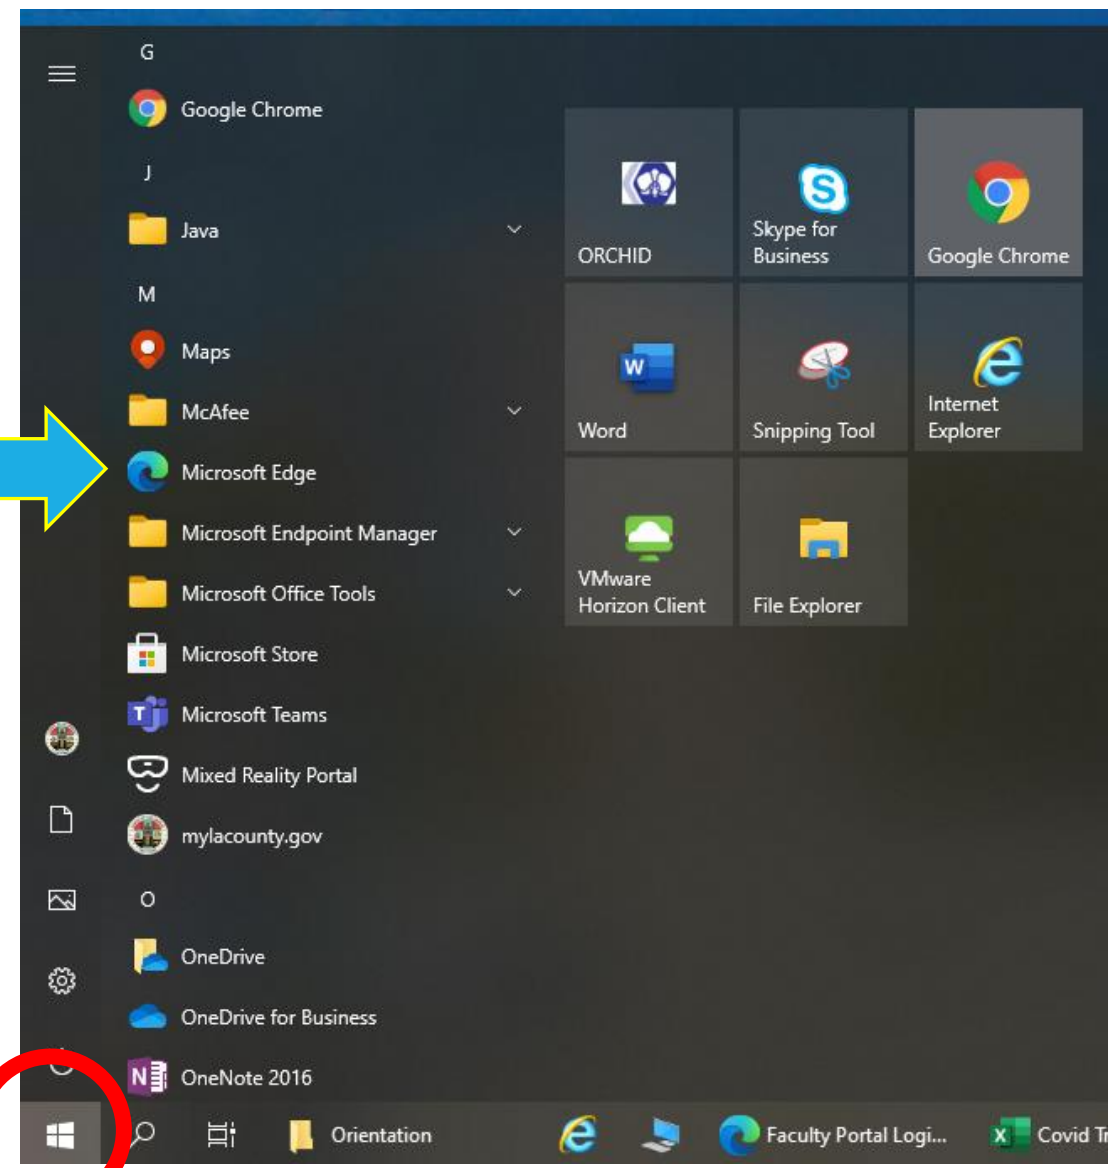 G
Google Chrome
J
Java
M
Maps
McAfee
Microsoft Edge
Microsoft Endpoint Manager
Microsoft Office Tools
Microsoft Store
Microsoft Teams
Mixed Reality Portal
mylacounty.gov
O
OneDrive
OneDrive for Business
OneNote 2016
ORCHID
Skype for
Business
Google Chrome
Word
Snipping Tool
Internet
Explorer
VMware
Horizon Client
File Explorer
Orientation
Faculty Portal Logi...
Covid Tr